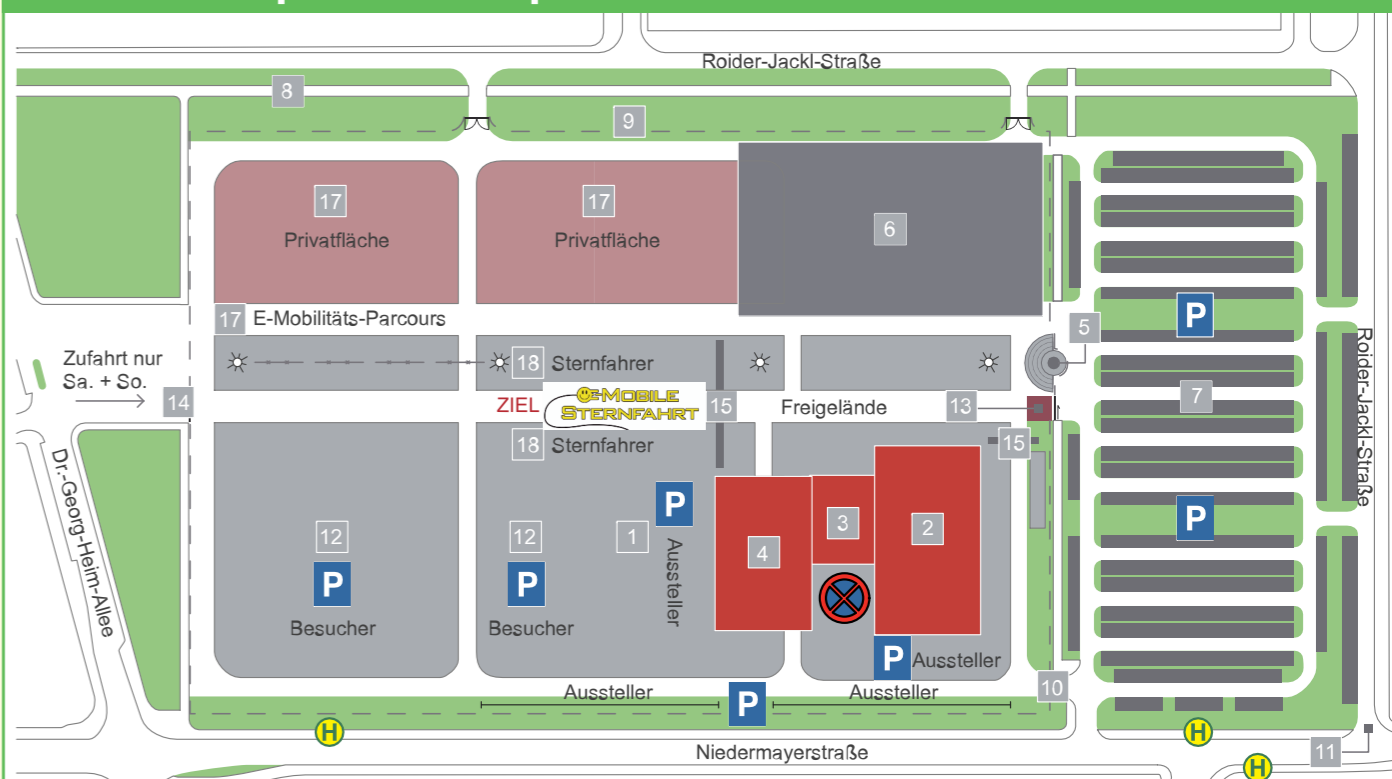 Roider-Jackl-Straße
8
9
17
17
6
Privatfläche
Privatfläche
17
E-Mobilitäts-Parcours
P
5
Zufahrt nur
Sa. + So.
18
Sternfahrer
14
ZIEL
E-MOBILE
STERNFAHRT
15
Freigelände
13
7
Roider-Jackl-Straße
18
Sternfahrer
15
Dr.-Georg-Heim-Allee
P
Aussteller
12
P
Besucher
12
P
Besucher
1
4
3
2
P
P
Aussteller
10
Aussteller
P
Aussteller
H
Niedermayerstraße
H
11
H